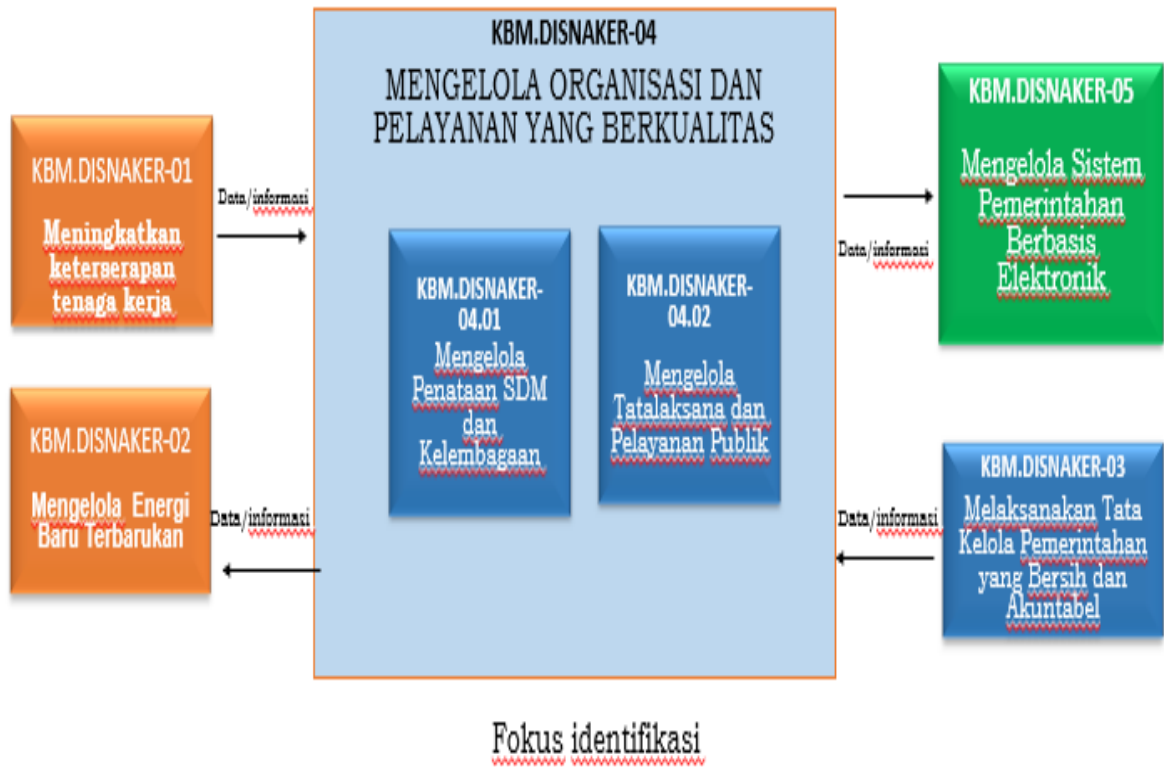 KBM.DISNAKER-04
MENGELOLA ORGANISASI DAN
PELAYANAN YANG BERKUALITAS
KBM.DISNAKER-01
Meningkatkan
keterserapan
tenaga kerja
Data/informasi
KBM.DISNAKER-02
Mengelola Energi
Baru Terbarukan
Data/informasi
KBM.DISNAKER-
04.01
Mengelola
Penataan SDM
dan
Kelembagaan
KBM.DISNAKER-
04.02
Mengelola
Tatalaksana dan
Pelayanan Publik
Data/informasi
KBM.DISNAKER-05
Mengelola Sistem
Pemerintahan
Berbasis
Elektronik
Data/informasi
KBM.DISNAKER-03
Melaksanakan Tata
Kelola Pemerintahan
yang Bersih dan
Akuntabel
Fokus identifikasi